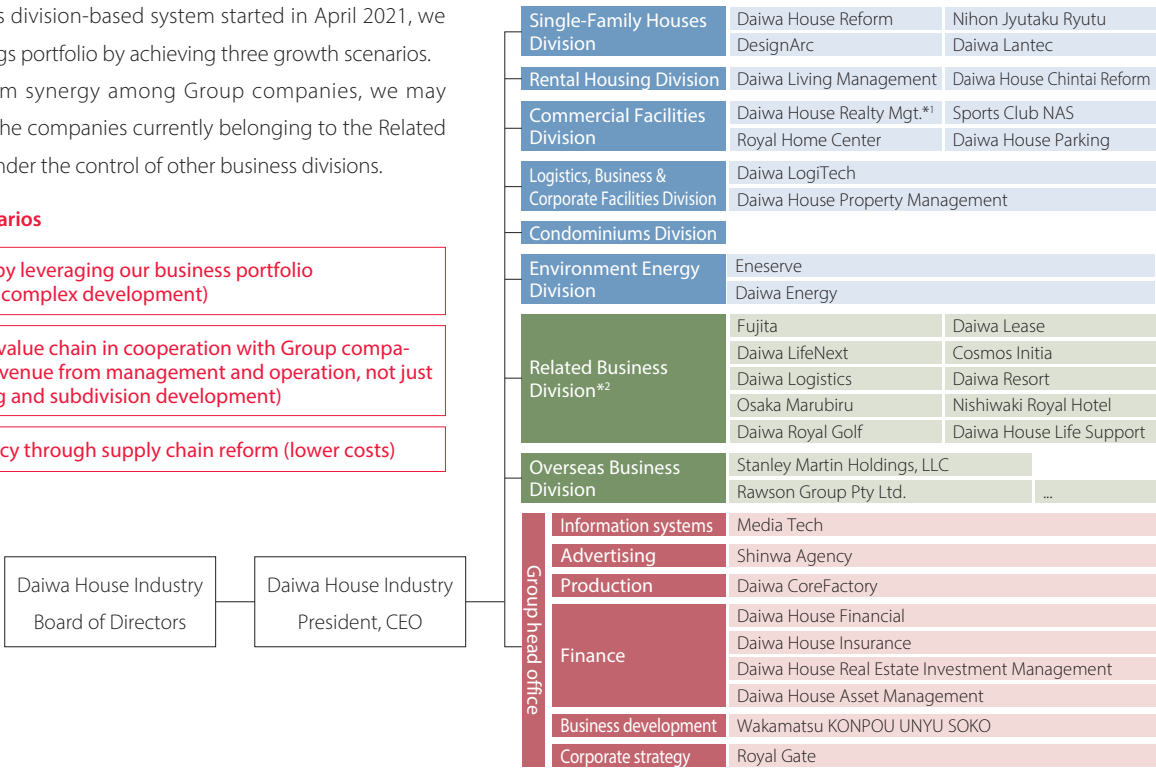 s division-based system started in April 2021, we
gs portfolio by achieving three growth scenarios.
m synergy among Group companies, we may
he companies currently belonging to the Related
nder the control of other business divisions.
arios
by leveraging our business portfolio
complex development)
value chain in cooperation with Group compa-
venue from management and operation, not just
g and subdivision development)
cy through supply chain reform (lower costs)
Daiwa House Industry
Board of Directors
Daiwa House Industry
President, CEO
Single-Family Houses
Division
Daiwa House Reform
Nihon Jyutaku Ryutu
DesignArc
Daiwa Lantec
Rental Housing Division
Daiwa Living Management
Daiwa House Chintai Reform
Commercial Facilities
Division
Daiwa House Realty Mgt.*1
Sports Club NAS
Royal Home Center
Daiwa House Parking
Logistics, Business &
Corporate Facilities Division
Daiwa LogiTech
Daiwa House Property Management
Condominiums Division
Environment Energy
Division
Eneserve
Daiwa Energy
Related Business
Division*2
Fujita
Daiwa Lease
Daiwa LifeNext
Cosmos Initia
Daiwa Logistics
Daiwa Resort
Osaka Marubiru
Nishiwaki Royal Hotel
Daiwa Royal Golf
Daiwa House Life Support
Overseas Business
Division
Stanley Martin Holdings, LLC
Rawson Group Pty Ltd.
...
Group head office
Information systems
Media Tech
Advertising
Shinwa Agency
Production
Daiwa CoreFactory
Finance
Daiwa House Financial
Daiwa House Insurance
Daiwa House Real Estate Investment Management
Daiwa House Asset Management
Business development
Wakamatsu KONPOU UNYU SOKO
Corporate strategy
Royal Gate